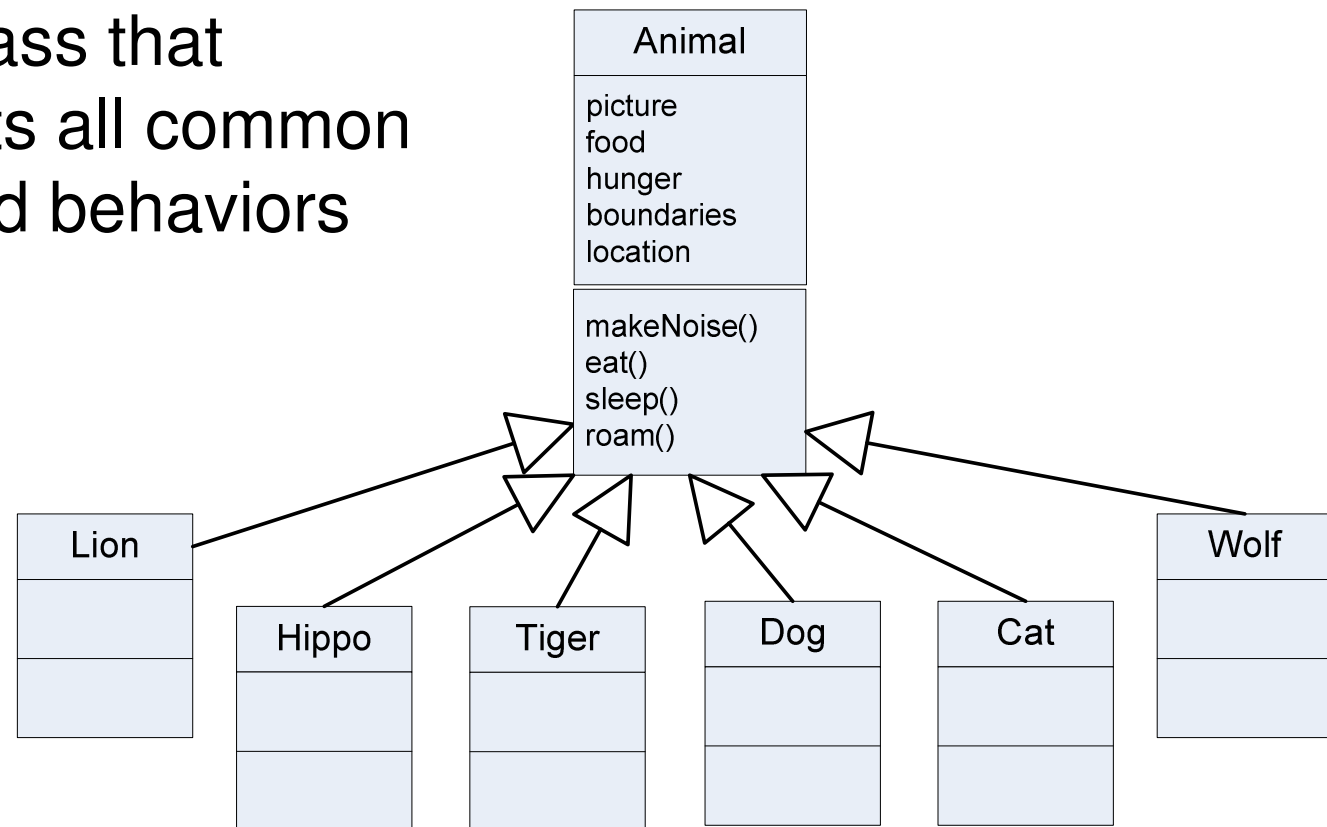 ass that
ts all common
d behaviors
Animal
picture
food
hunger
boundaries
location
makeNoise()
eat()
sleep()
roam()
Lion
Hippo
Tiger
Dog
Cat
Wolf